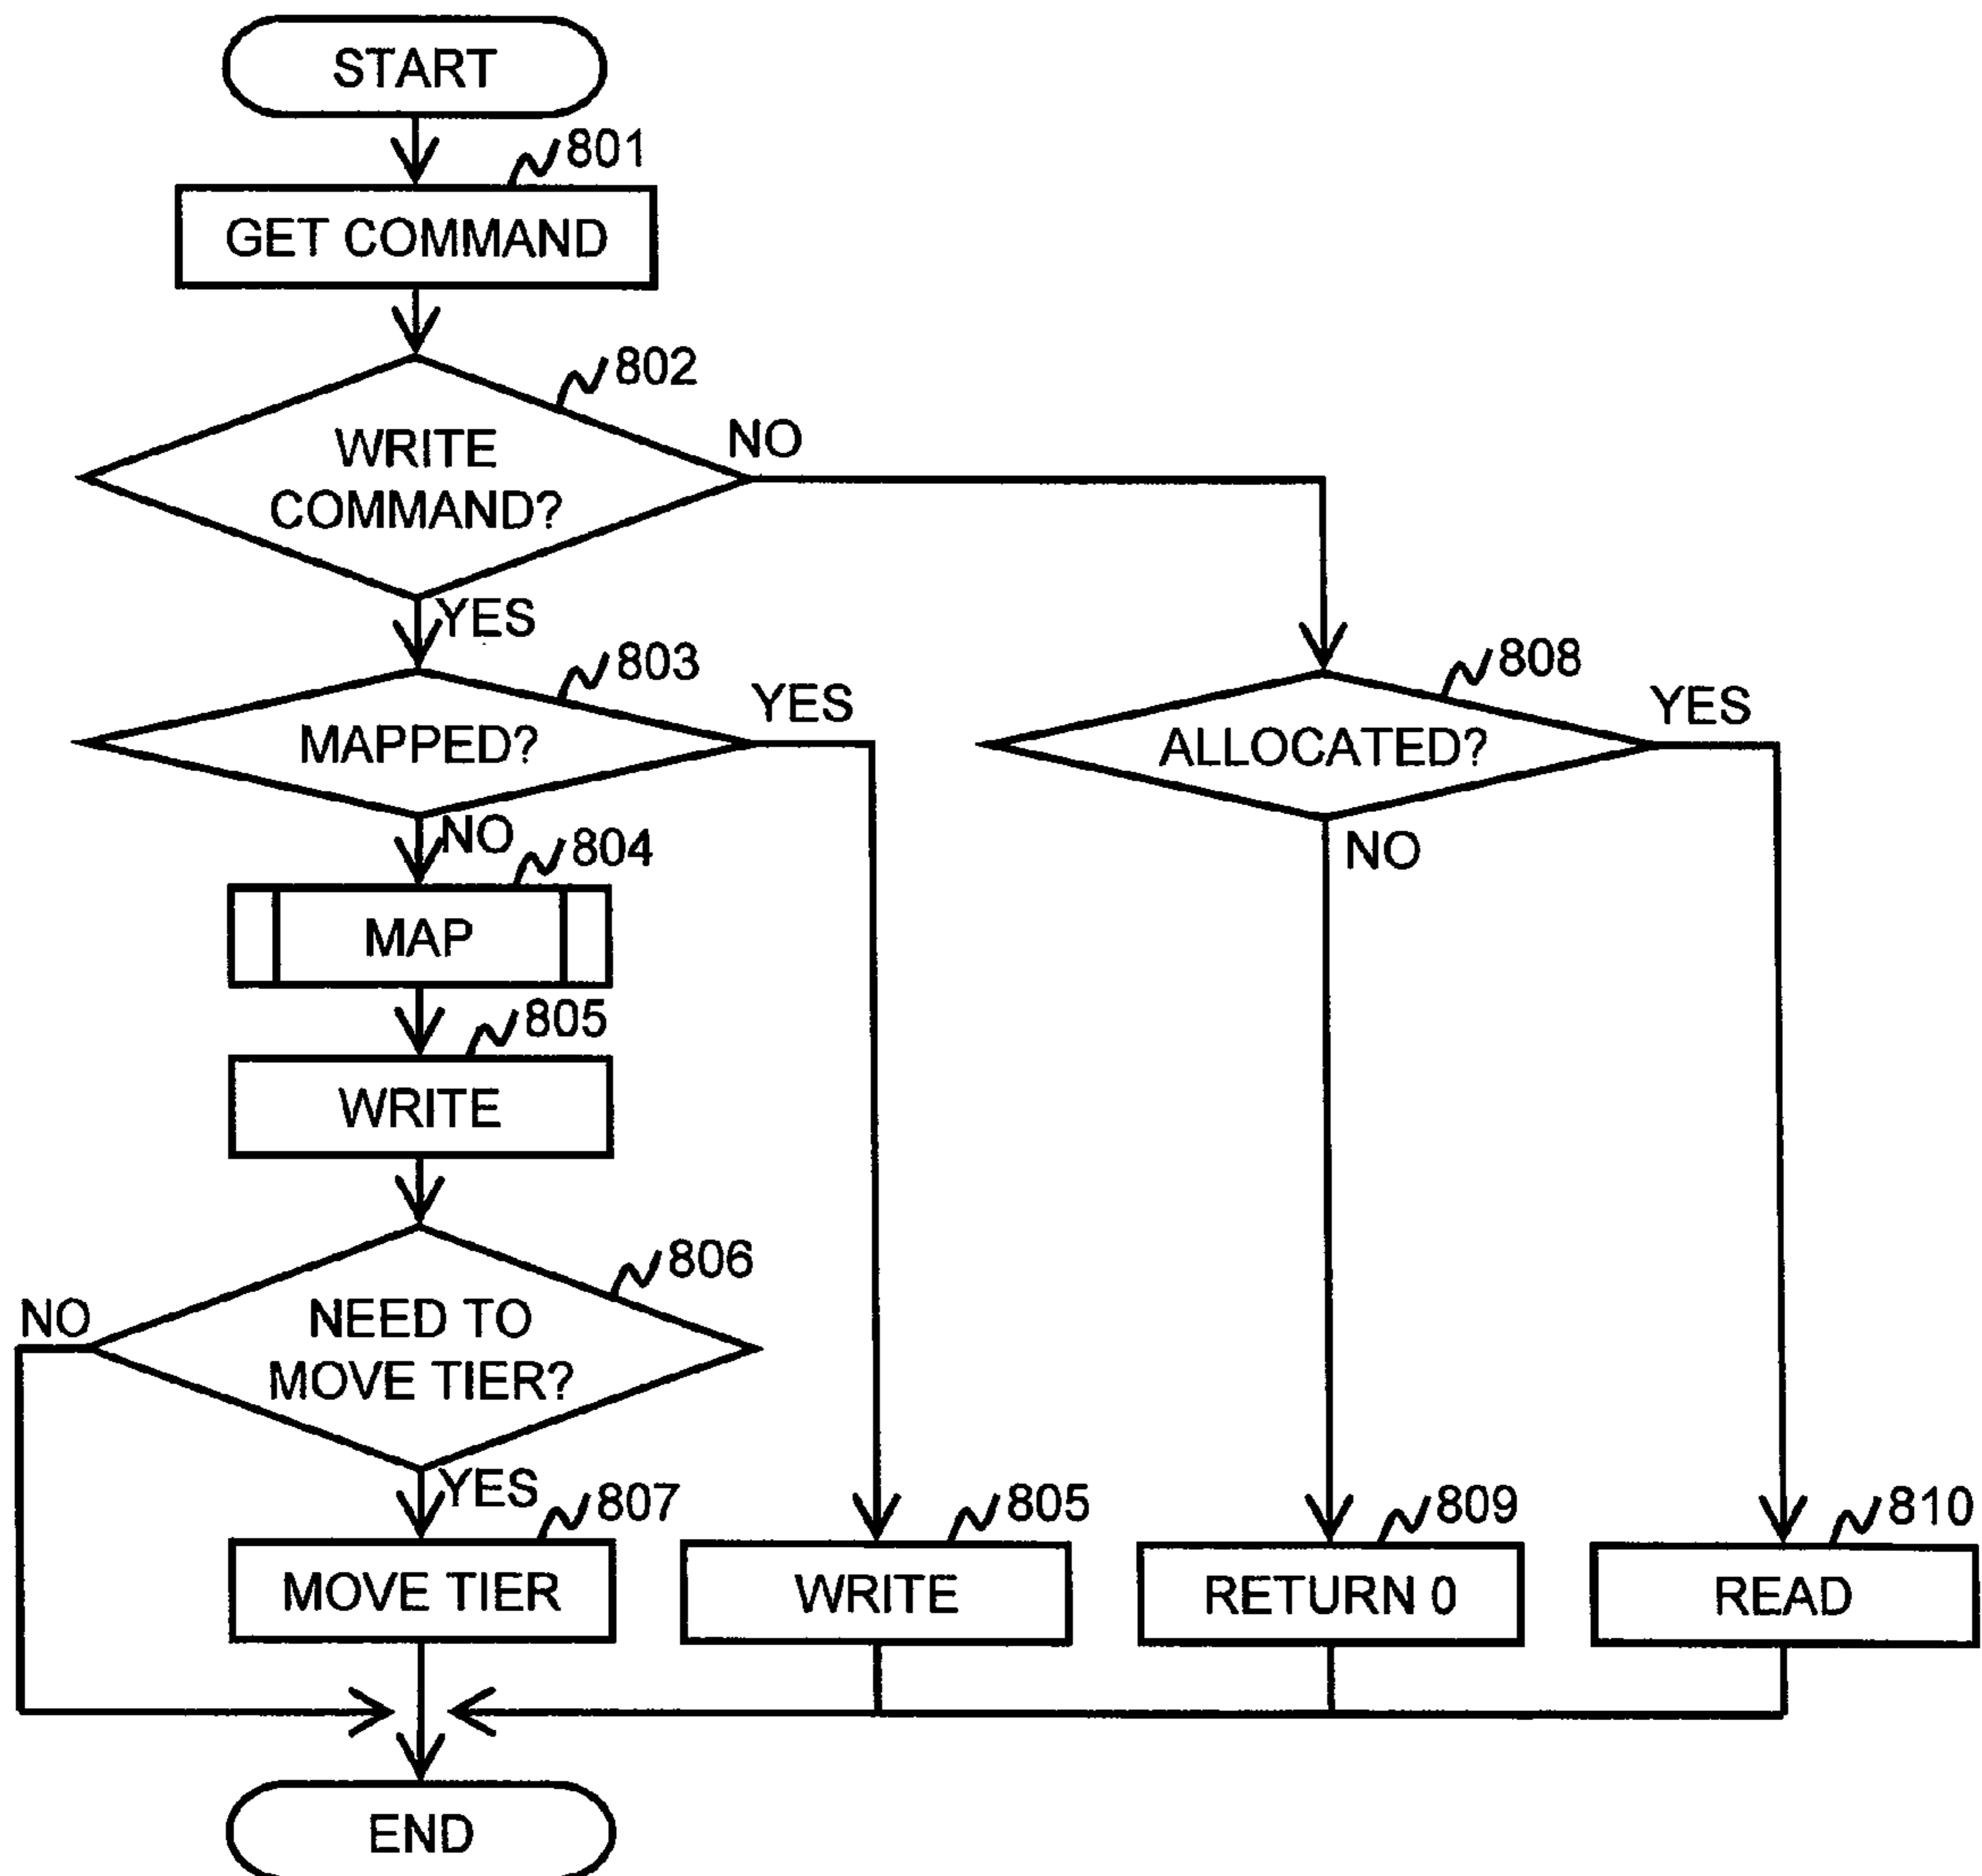 START
801
GET COMMAND
802
WRITE
COMMAND?
NO
YES
803
MAPPED?
YES
808
ALLOCATED?
YES
NO
804
MAP
NO
805
WRITE
806
NO
NEED TO
MOVE TIER?
YES
807
MOVE TIER
805
WRITE
809
RETURN 0
810
READ
END